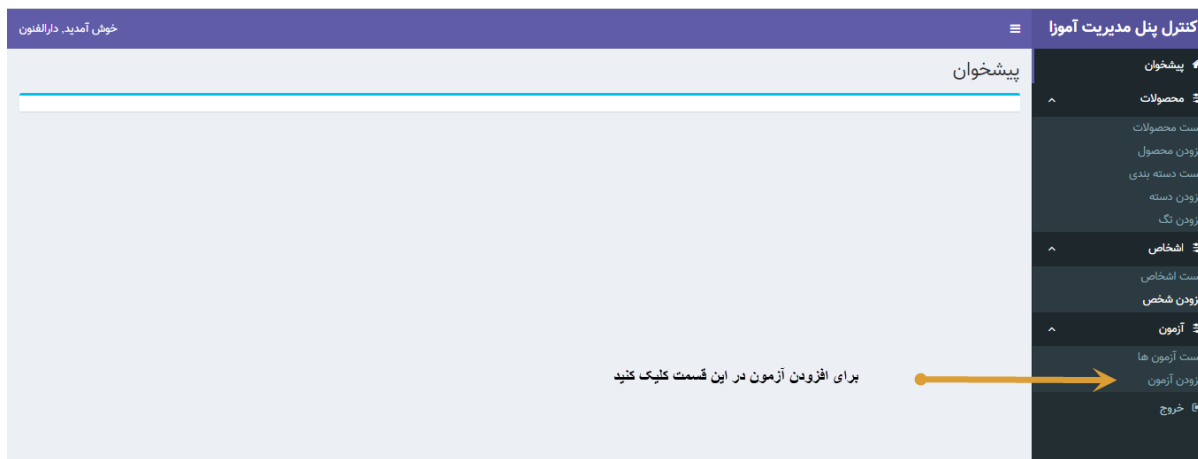 کنترل پنل مدیریت آموزا
خوش آمدید, دارالفنون
پیشخوان
پیشخوان
محصولات
ست محصولات
زودن محصول
ست دسته بندی
زودن دسته
زودن تگ
اشخاص
ست اشخاص
زودن شخص
آزمون
ست آزمون ها
زودن آزمون
برای افزودن آزمون در این قسمت کلیک کنید
خروج